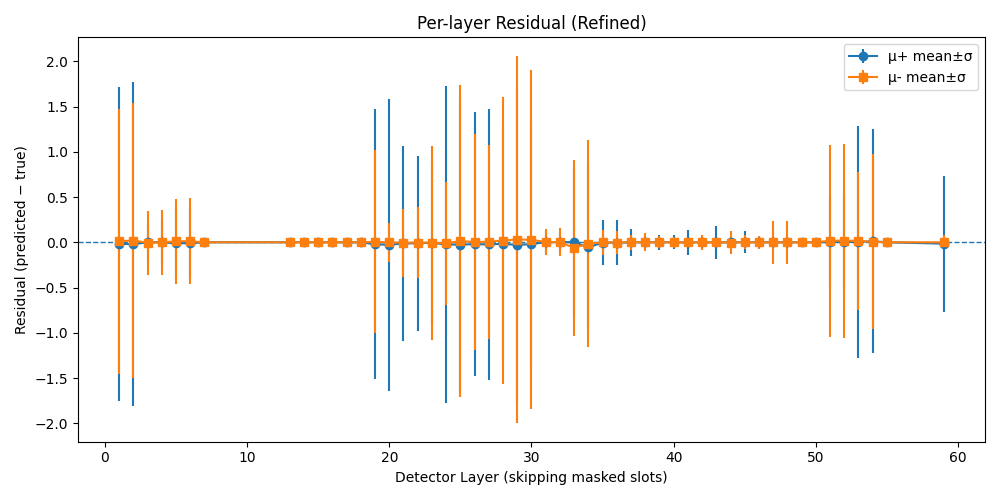 Per-layer Residual (Refined)
μ+ mean±σ
μ- mean±σ
Residual (predicted − true)
2.0
1.5
1.0
0.5
0.0
−0.5
−1.0
−1.5
−2.0
0 10 20 30 40 50 60
Detector Layer (skipping masked slots)